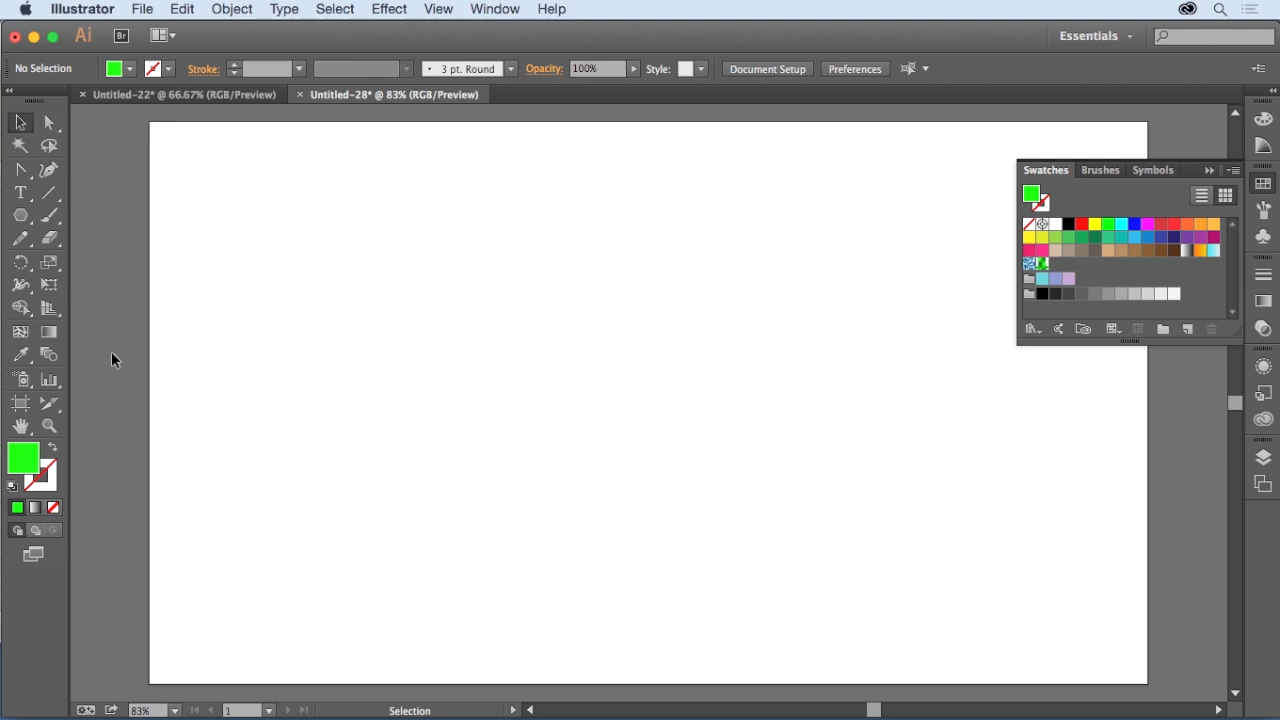 Illustrator File Edit Object Type Select Effect View Window Help
Ai Br Essentials
No Selection Stroke: 3 pt. Round Opacity: 100% Style: Document Setup Preferences
Untitled-22* @ 66.67% (RGB/Preview) Untitled-28* @ 83% (RGB/Preview)
Swatches Brushes Symbols
T
83% 1 Selection